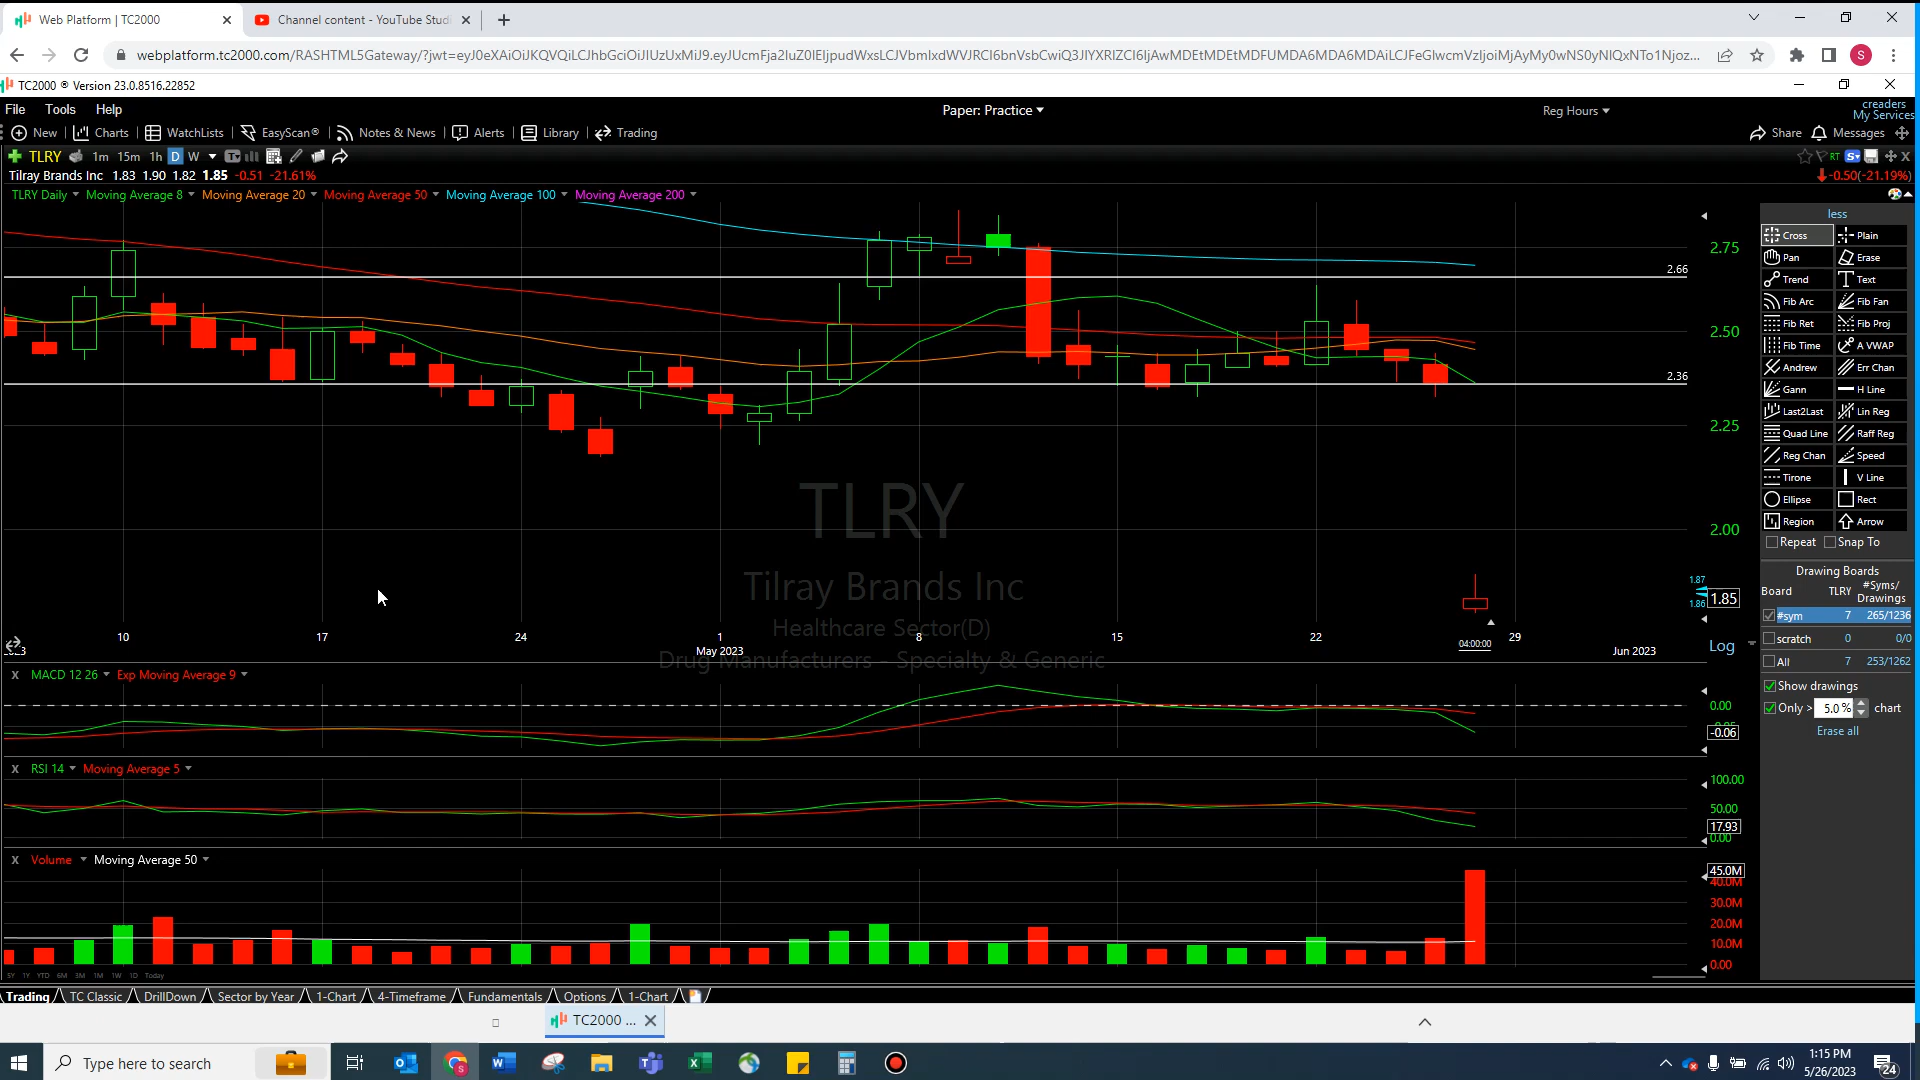 Web Platform | TC2000
Channel content - YouTube Studi
webplatform.tc2000.com
TC2000 ® Version 23.0.8516.22852
File Tools Help
Paper: Practice
Reg Hours
creaders
My Services
New Charts WatchLists EasyScan® Notes & News Alerts Library Trading
Share Messages
TLRY 1m 15m 1h D W
RT S
Tilray Brands Inc 1.83 1.90 1.82 1.85 -0.51 -21.61%
-0.50(-21.19%)
TLRY Daily Moving Average 8 Moving Average 20 Moving Average 50 Moving Average 100 Moving Average 200
2.75
2.66
2.50
2.36
2.25
2.00
1.87
1.86
1.85
TLRY
Tilray Brands Inc
Healthcare Sector(D)
Drug Manufacturers - Specialty & Generic
10 17 24 1 8 15 22 29
May 2023
04:00:00
Jun 2023
Log
X MACD 12 26 Exp Moving Average 9
0.00
-0.06
X RSI 14 Moving Average 5
100.00
50.00
17.93
0.00
X Volume Moving Average 50
45.0M
40.0M
30.0M
20.0M
10.0M
0.00
5Y 1Y YTD 6M 3M 1M 1W 1D Today
less
Cross Plain
Pan Erase
Trend Text
Fib Arc Fib Fan
Fib Ret Fib Proj
Fib Time A VWAP
Andrew Err Chan
Gann H Line
Last2Last Lin Reg
Quad Line Raff Reg
Reg Chan Speed
Tirone V Line
Ellipse Rect
Region Arrow
Repeat Snap To
Drawing Boards
Board TLRY #Syms/
Drawings
#sym 7 265/1236
scratch 0 0/0
All 7 253/1262
Show drawings
Only > 5.0 % chart
Erase all
Trading TC Classic DrillDown Sector by Year 1-Chart 4-Timeframe Fundamentals Options 1-Chart
TC2000 ...
Type here to search
1:15 PM
5/26/2023
24